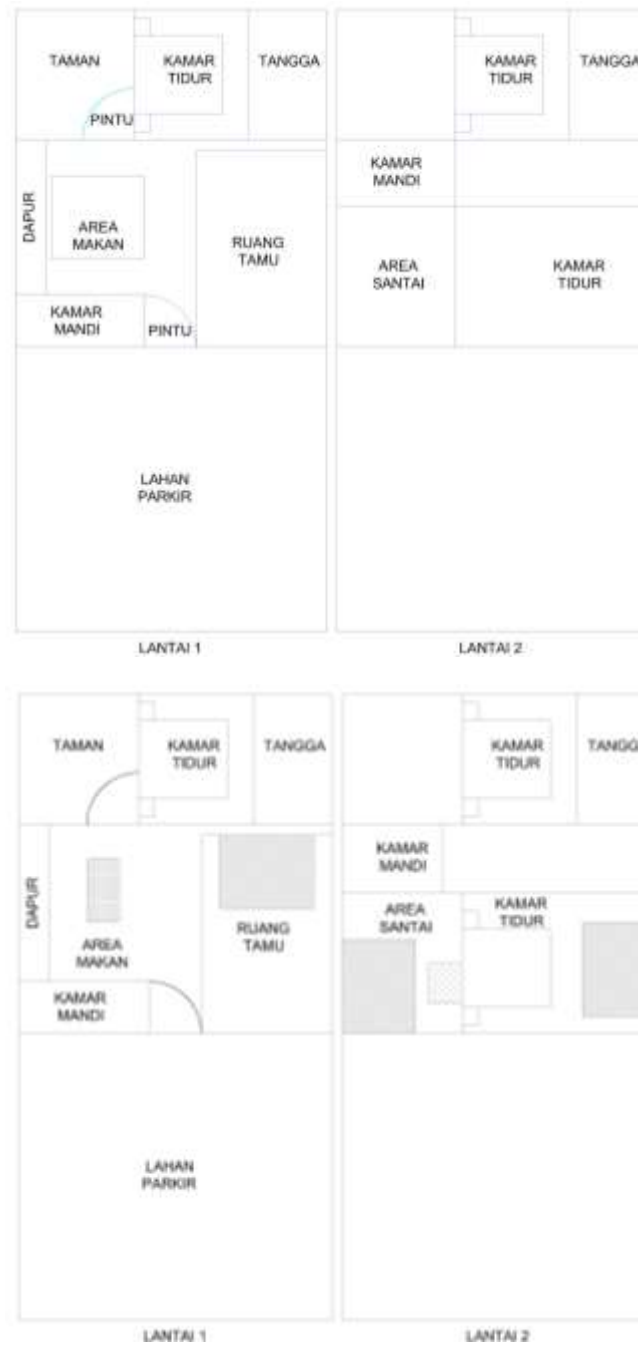 TAMAN
KAMAR
TIDUR
TANGGA
PINTU
DAPUR
AREA
MAKAN
RUANG
TAMU
KAMAR
MANDI
PINTU
LAHAN
PARKIR
LANTAI 1
KAMAR
TIDUR
TANGGA
KAMAR
MANDI
AREA
SANTAI
KAMAR
TIDUR
LANTAI 2
TAMAN
KAMAR
TIDUR
TANGGA
DAPUR
AREA
MAKAN
RUANG
TAMU
KAMAR
MANDI
LAHAN
PARKIR
LANTAI 1
KAMAR
TIDUR
TANGG
KAMAR
MANDI
AREA
SANTAI
KAMAR
TIDUR
LANTAI 2